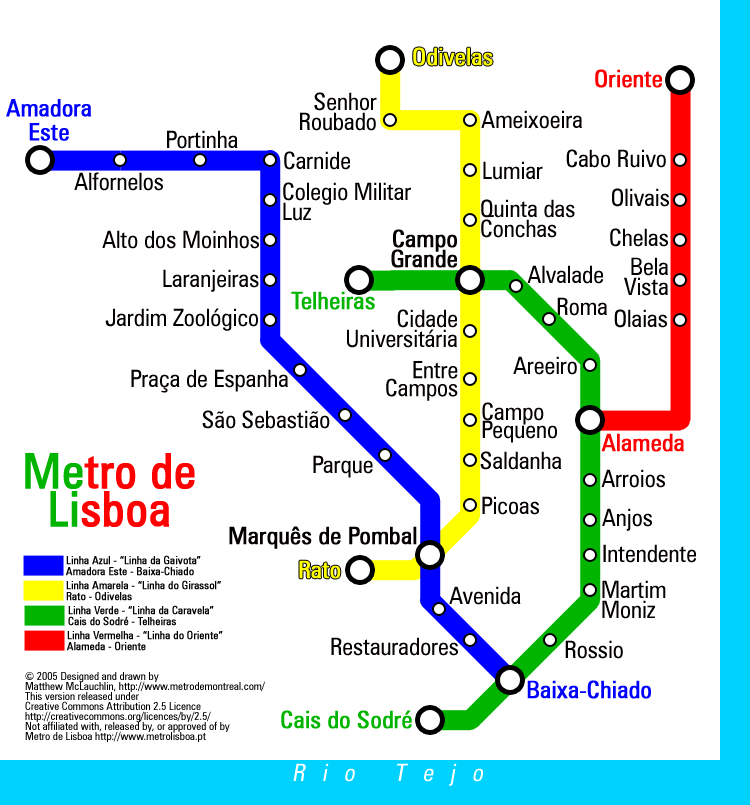 Odivelas
Oriente
Senhor
Roubado
Amadora
Este
Ameixoeira
Portinha
Carnide
Cabo Ruivo
Lumiar
Alfornelos
Colegio Militar
Luz
Olivais
Quinta das
Conchas
Alto dos Moinhos
Campo
Grande
Chelas
Laranjeiras
Alvalade
Bela
Vista
Telheiras
Roma
Jardim Zoológico
Cidade
Universitária
Olaias
Areeiro
Praça de Espanha
Entre
Campos
São Sebastião
Campo
Pequeno
Alameda
Parque
Saldanha
Metro de
Lisboa
Arroios
Picoas
Anjos
Marquês de Pombal
Intendente
Rato
Linha Azul - “Linha da Gaivota”
Amadora Este - Baixa-Chiado
Linha Amarela - “Linha do Girassol”
Rato - Odivelas
Linha Verde - “Linha da Caravela”
Cais do Sodré - Telheiras
Linha Vermelha - “Linha do Oriente”
Alameda - Oriente
Avenida
Martim
Moniz
Restauradores
Rossio
Baixa-Chiado
Cais do Sodré
© 2005 Designed and drawn by
Matthew McLauchlin, http://www.metrodemontreal.com/
This version released under
Creative Commons Attribution 2.5 Licence
http://creativecommons.org/licences/by/2.5/
Not affiliated with, released by, or approved of by
Metro de Lisboa http://www.metrolisboa.pt
Rio Tejo